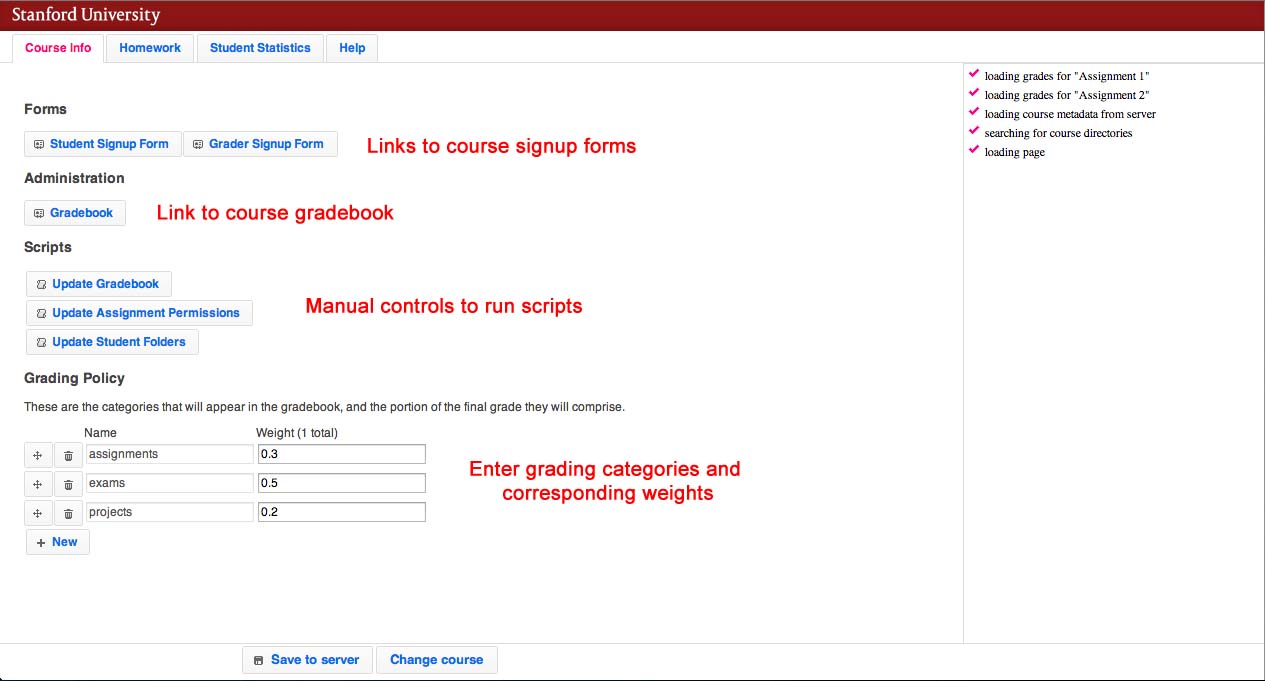 Stanford University
Course Info Homework Student Statistics Help
Forms
Student Signup Form Grader Signup Form Links to course signup forms
Administration
Gradebook Link to course gradebook
Scripts
Update Gradebook
Update Assignment Permissions Manual controls to run scripts
Update Student Folders
Grading Policy
These are the categories that will appear in the gradebook, and the portion of the final grade they will comprise.
Name Weight (1 total)
assignments 0.3
exams 0.5
projects 0.2
Enter grading categories and
corresponding weights
+ New
loading grades for "Assignment 1"
loading grades for "Assignment 2"
loading course metadata from server
searching for course directories
loading page
Save to server Change course